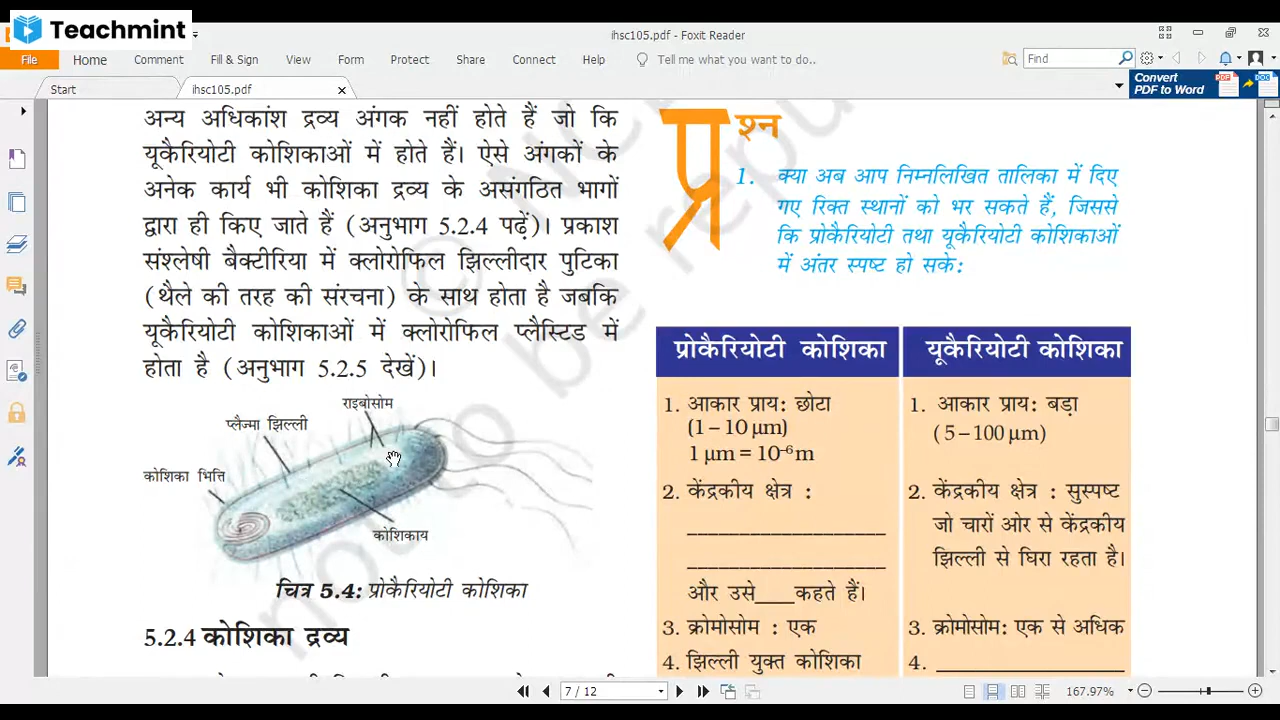 Teachmint
ihsc105.pdf - Foxit Reader
File Home Comment Fill & Sign View Form Protect Share Connect Help Tell me what you want to do.. Find
Start ihsc105.pdf
Convert
PDF to Word
अन्य अधिकांश द्रव्य अंगक नहीं होते हैं जो कि
यूकैरियोटी कोशिकाओं में होते हैं। ऐसे अंगकों के
अनेक कार्य भी कोशिका द्रव्य के असंगठित भागों
द्वारा ही किए जाते हैं (अनुभाग 5.2.4 पढ़ें)। प्रकाश
संश्लेषी बैक्टीरिया में क्लोरोफिल झिल्लीदार पुटिका
(थैले की तरह की संरचना) के साथ होता है जबकि
यूकैरियोटी कोशिकाओं में क्लोरोफिल प्लैस्टिड में
होता है (अनुभाग 5.2.5 देखें)।
राइबोसोम
प्लैज्मा झिल्ली
कोशिका भित्ति
कोशिकाय
चित्र 5.4: प्रोकैरियोटी कोशिका
5.2.4 कोशिका द्रव्य
प्रश्न
1. क्या अब आप निम्नलिखित तालिका में दिए
गए रिक्त स्थानों को भर सकते हैं, जिससे
कि प्रोकैरियोटी तथा यूकैरियोटी कोशिकाओं
में अंतर स्पष्ट हो सके:
प्रोकैरियोटी कोशिका
1. आकार प्राय: छोटा
(1 – 10 μm)
1 μm = 10⁻⁶ m
2. केंद्रकीय क्षेत्र :
____________________
____________________
और उसे____कहते हैं।
3. क्रोमोसोम : एक
4. झिल्ली युक्त कोशिका
यूकैरियोटी कोशिका
1. आकार प्राय: बड़ा
( 5 – 100 μm)
2. केंद्रकीय क्षेत्र : सुस्पष्ट
जो चारों ओर से केंद्रकीय
झिल्ली से घिरा रहता है।
3. क्रोमोसोम: एक से अधिक
4. ___________________
7 / 12
167.97%